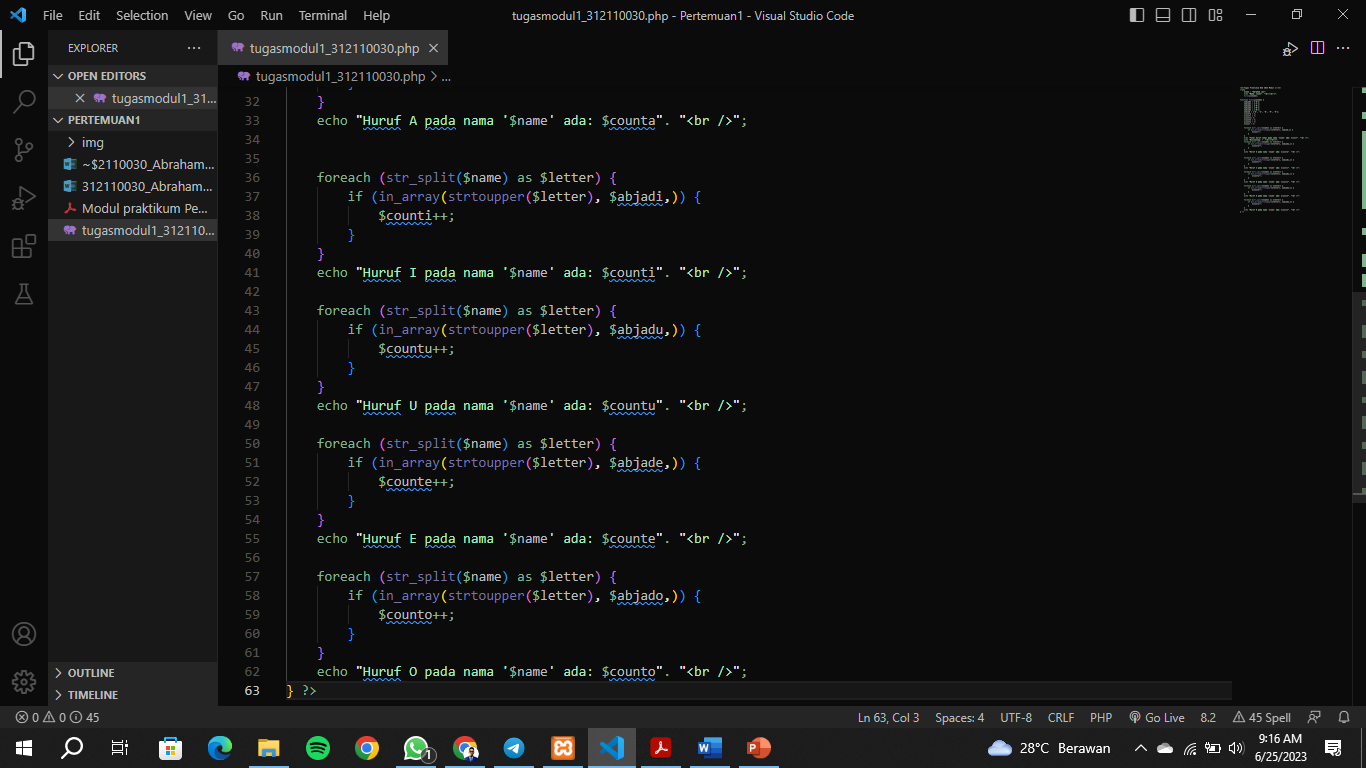 File Edit Selection View Go Run Terminal Help tugasmodul1_312110030.php - Pertemuan1 - Visual Studio Code
EXPLORER
tugasmodul1_312110030.php
OPEN EDITORS
tugasmodul1_31...
PERTEMUAN1
img
~$2110030_Abraham...
312110030_Abraham...
Modul praktikum Pe...
tugasmodul1_312110...
OUTLINE
TIMELINE
tugasmodul1_312110030.php > ...
32 }
33 echo "Huruf A pada nama '$name' ada: $counta". "<br />";
34
35
36 foreach (str_split($name) as $letter) {
37 if (in_array(strtoupper($letter), $abjadi,)) {
38 $counti++;
39 }
40 }
41 echo "Huruf I pada nama '$name' ada: $counti". "<br />";
42
43 foreach (str_split($name) as $letter) {
44 if (in_array(strtoupper($letter), $abjadu,)) {
45 $countu++;
46 }
47 }
48 echo "Huruf U pada nama '$name' ada: $countu". "<br />";
49
50 foreach (str_split($name) as $letter) {
51 if (in_array(strtoupper($letter), $abjade,)) {
52 $counte++;
53 }
54 }
55 echo "Huruf E pada nama '$name' ada: $counte". "<br />";
56
57 foreach (str_split($name) as $letter) {
58 if (in_array(strtoupper($letter), $abjado,)) {
59 $counto++;
60 }
61 }
62 echo "Huruf O pada nama '$name' ada: $counto". "<br />";
63 } ?>
0 0 45 Ln 63, Col 3 Spaces: 4 UTF-8 CRLF PHP Go Live 8.2 45 Spell
1 28°C Berawan 9:16 AM
6/25/2023